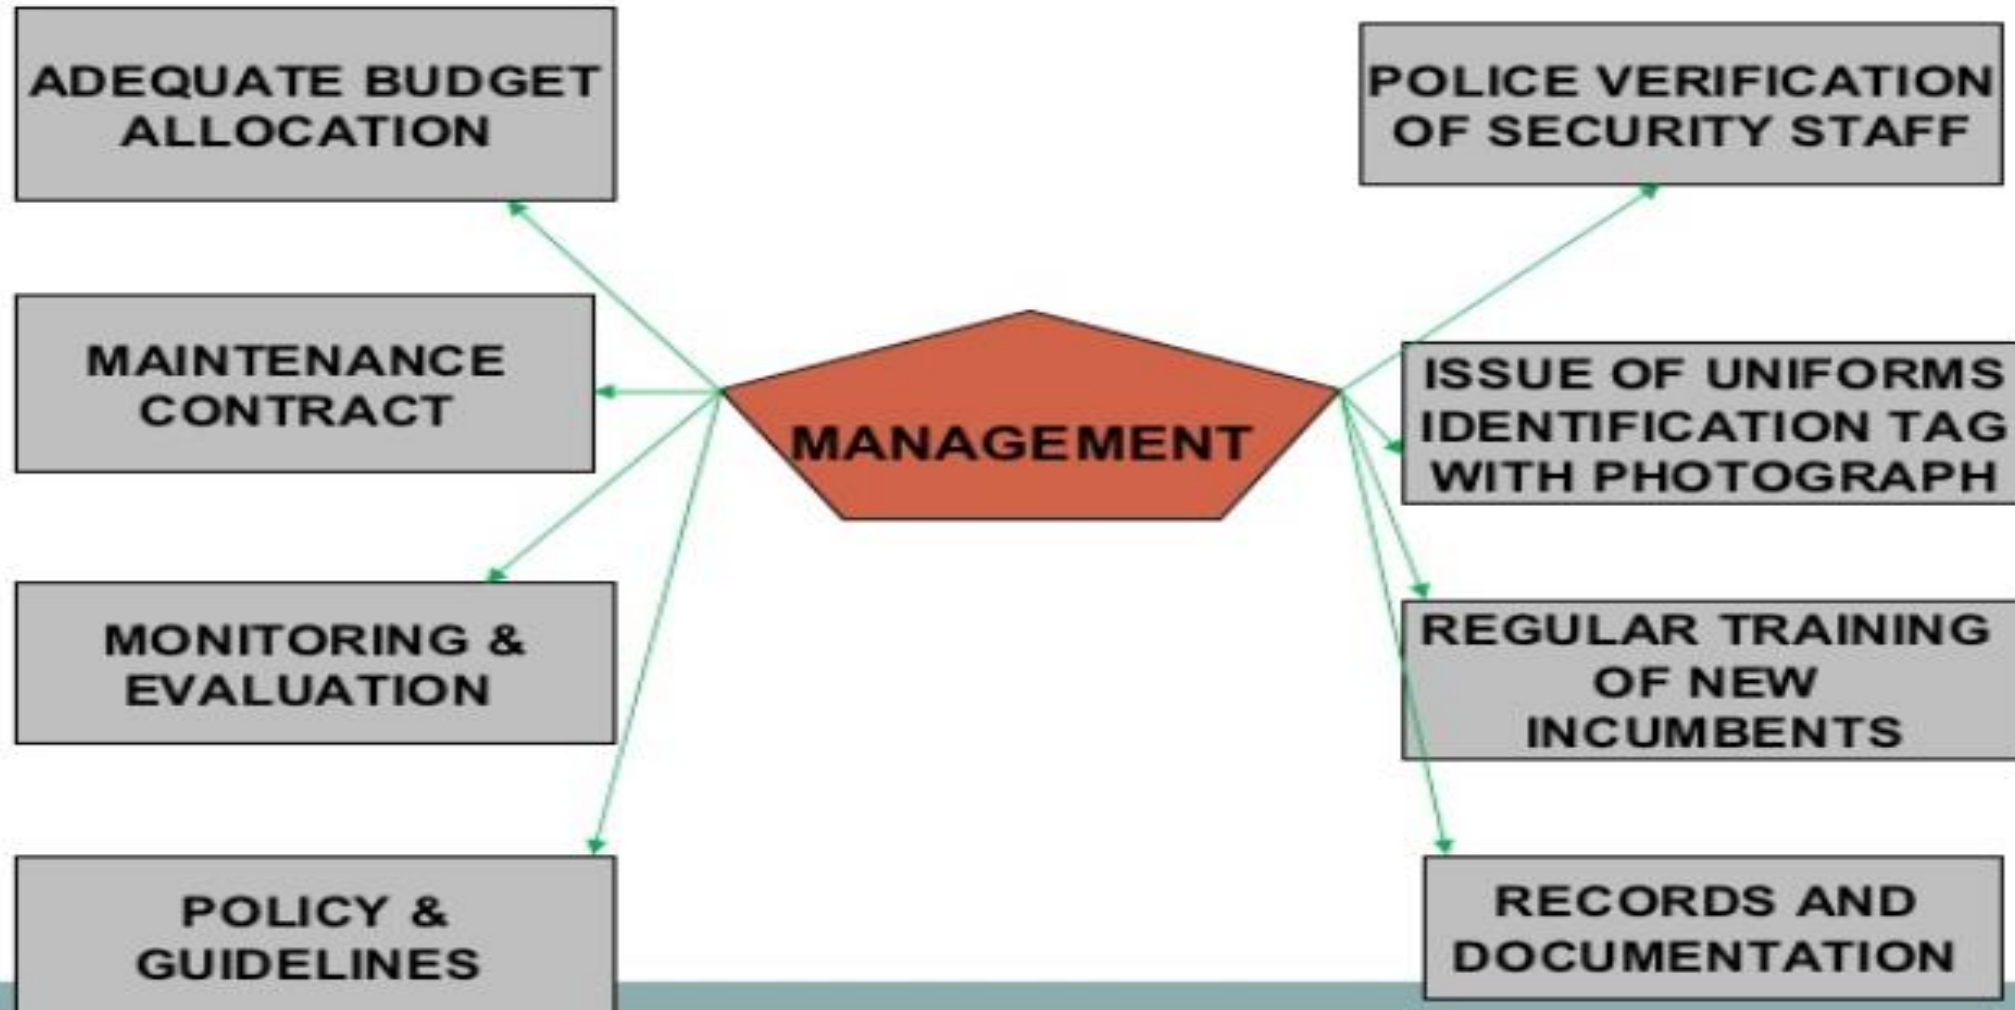 ADEQUATE BUDGET
ALLOCATION
MAINTENANCE
CONTRACT
MONITORING &
EVALUATION
POLICY &
GUIDELINES
MANAGEMENT
POLICE VERIFICATION
OF SECURITY STAFF
ISSUE OF UNIFORMS
IDENTIFICATION TAG
WITH PHOTOGRAPH
REGULAR TRAINING
OF NEW
INCUMBENTS
RECORDS AND
DOCUMENTATION